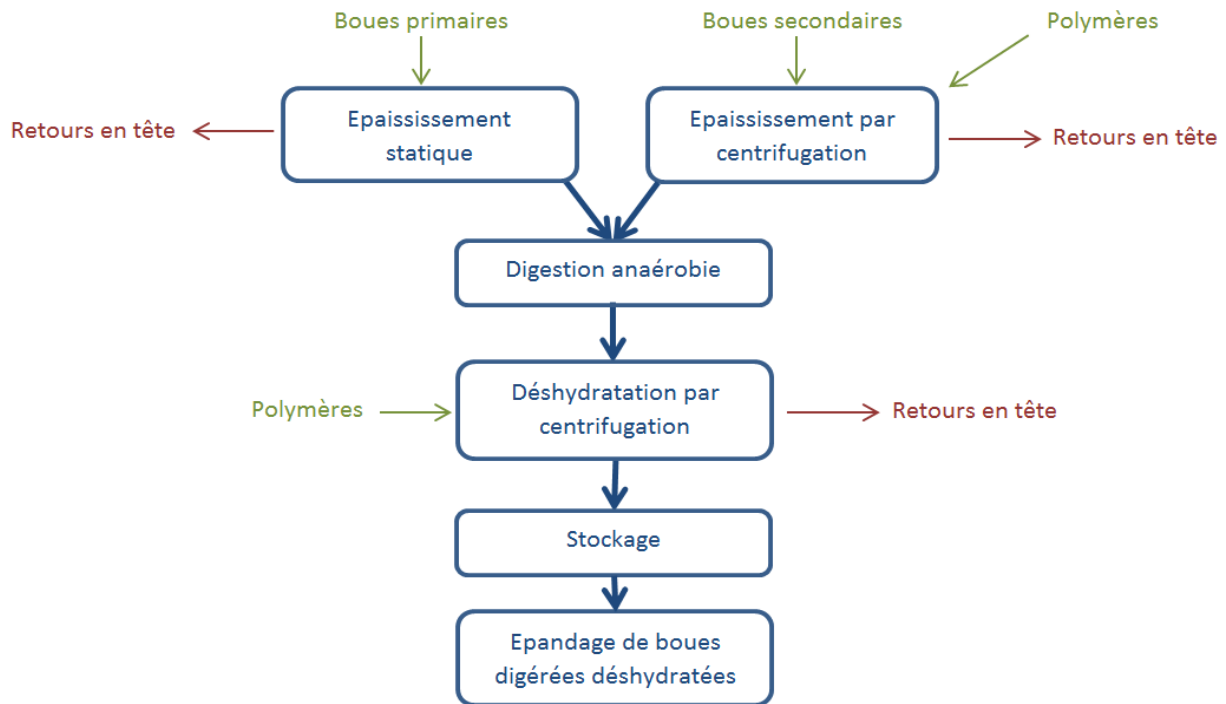 Boues primaires
Boues secondaires
Polymères
Retours en tête
Epaississement
statique
Epaississement par
centrifugation
Retours en tête
Digestion anaérobie
Polymères
Déshydratation par
centrifugation
Retours en tête
Stockage
Epandage de boues
digérées déshydratées